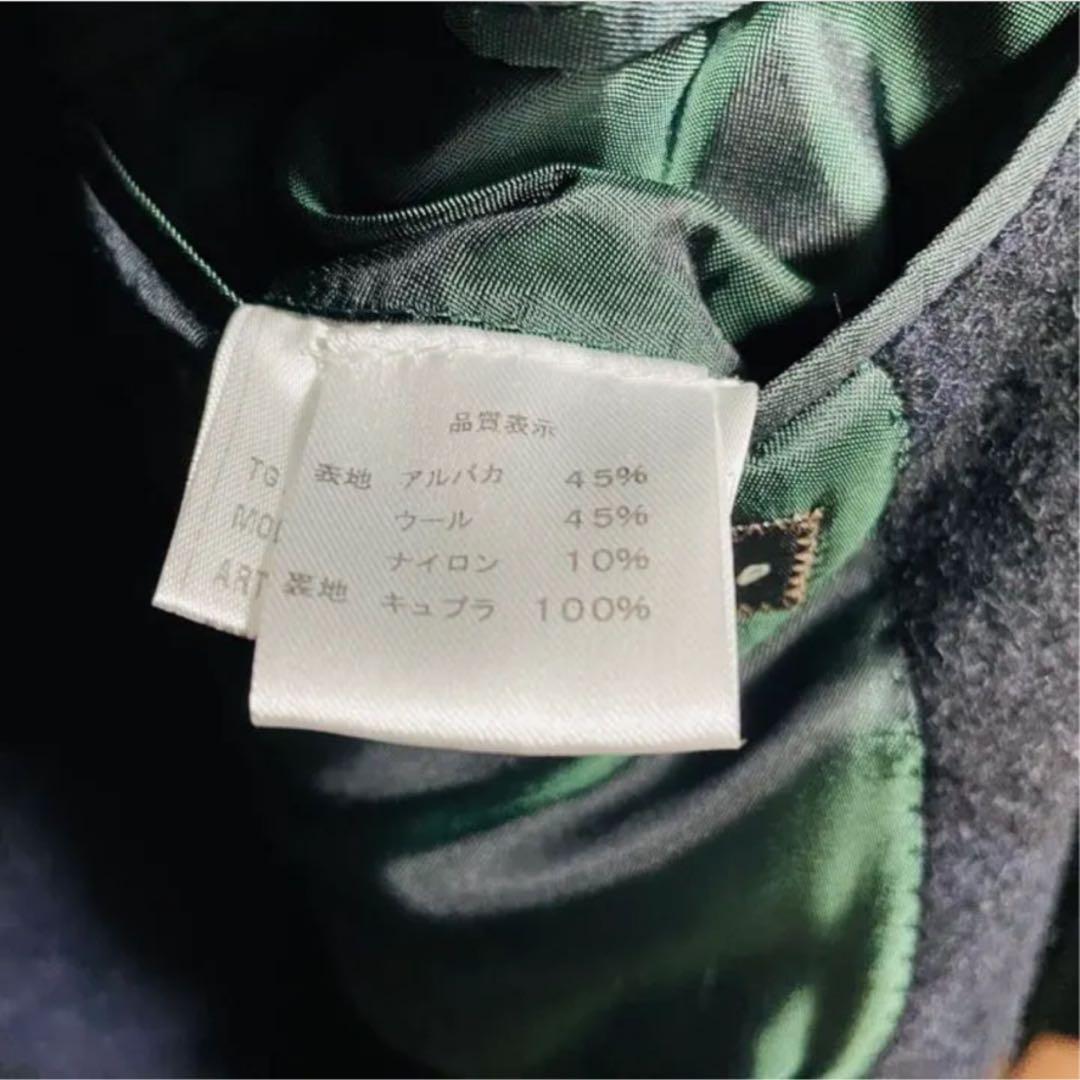 品質表示
表地 アルパカ 45%
ウール 45%
ナイロン 10%
裏地 キュプラ 100%
TG
MOD
ART